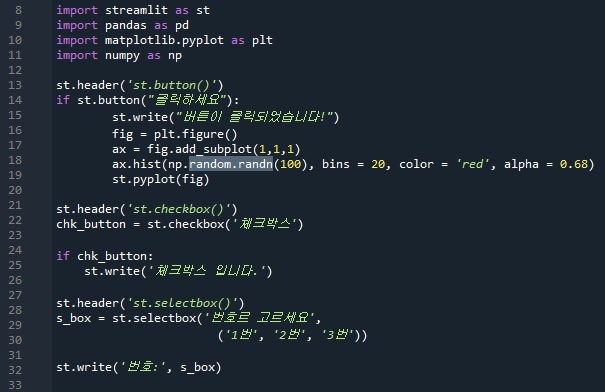 8 import streamlit as st
9 import pandas as pd
10 import matplotlib.pyplot as plt
11 import numpy as np
12
13 st.header('st.button()')
14 if st.button("클릭하세요"):
15 st.write("버튼이 클릭되었습니다!")
16 fig = plt.figure()
17 ax = fig.add_subplot(1,1,1)
18 ax.hist(np.random.randn(100), bins = 20, color = 'red', alpha = 0.68)
19 st.pyplot(fig)
20
21 st.header('st.checkbox()')
22 chk_button = st.checkbox('체크박스')
23
24 if chk_button:
25 st.write('체크박스 입니다.')
26
27 st.header('st.selectbox()')
28 s_box = st.selectbox('번호르 고르세요',
29 ('1번', '2번', '3번'))
30
31 st.write('번호:', s_box)
32
33